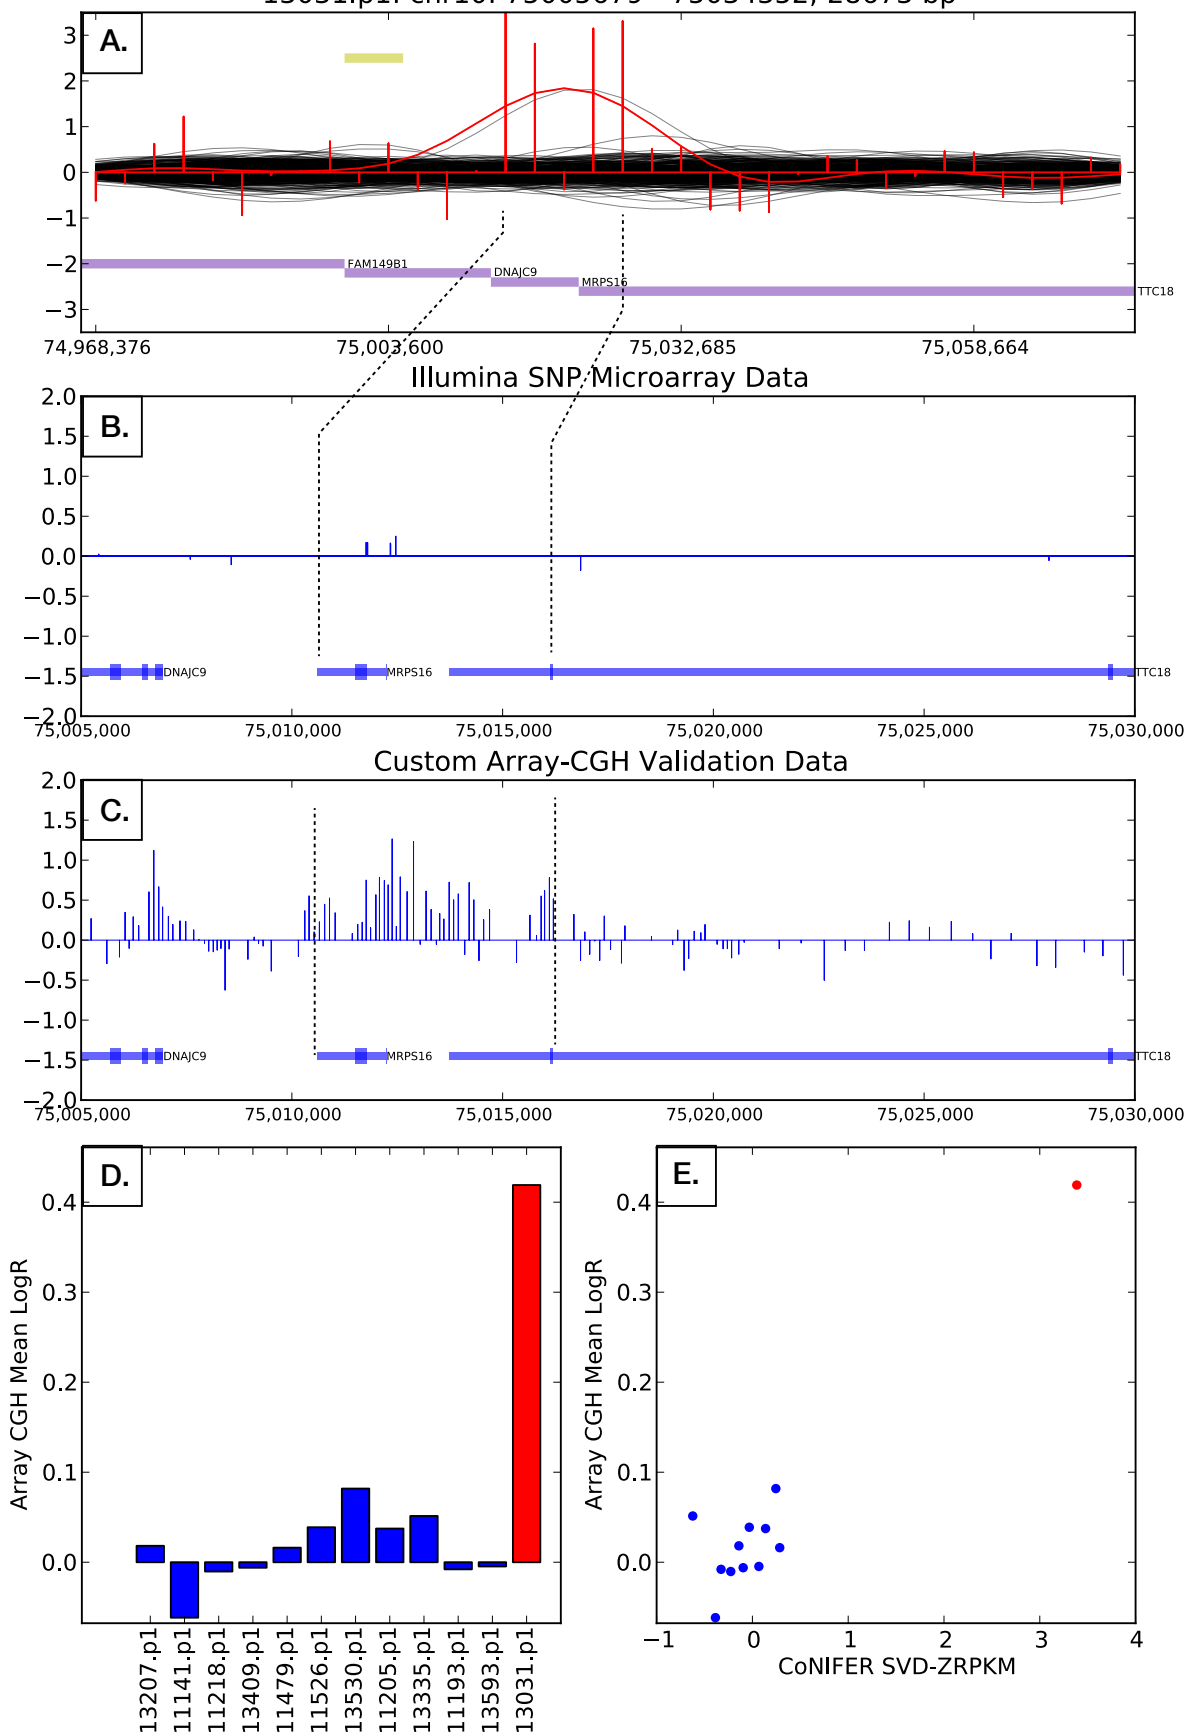 A.
3
2
1
0
−1
−2
−3
FAM149B1
DNAJC9
MRPS16
TTC18
74,968,376
75,003,600
75,032,685
75,058,664
Illumina SNP Microarray Data
B.
2.0
1.5
1.0
0.5
0.0
−0.5
−1.0
−1.5
−2.0
DNAJC9
MRPS16
TTC18
75,005,000
75,010,000
75,015,000
75,020,000
75,025,000
75,030,000
Custom Array-CGH Validation Data
C.
2.0
1.5
1.0
0.5
0.0
−0.5
−1.0
−1.5
−2.0
DNAJC9
MRPS16
TTC18
75,005,000
75,010,000
75,015,000
75,020,000
75,025,000
75,030,000
D.
Array CGH Mean LogR
0.4
0.3
0.2
0.1
0.0
13207.p1
11141.p1
11218.p1
13409.p1
11479.p1
11526.p1
13530.p1
11205.p1
13335.p1
11193.p1
13593.p1
13031.p1
E.
Array CGH Mean LogR
0.4
0.3
0.2
0.1
0.0
−1
0
1
2
3
4
CoNIFER SVD-ZRPKM